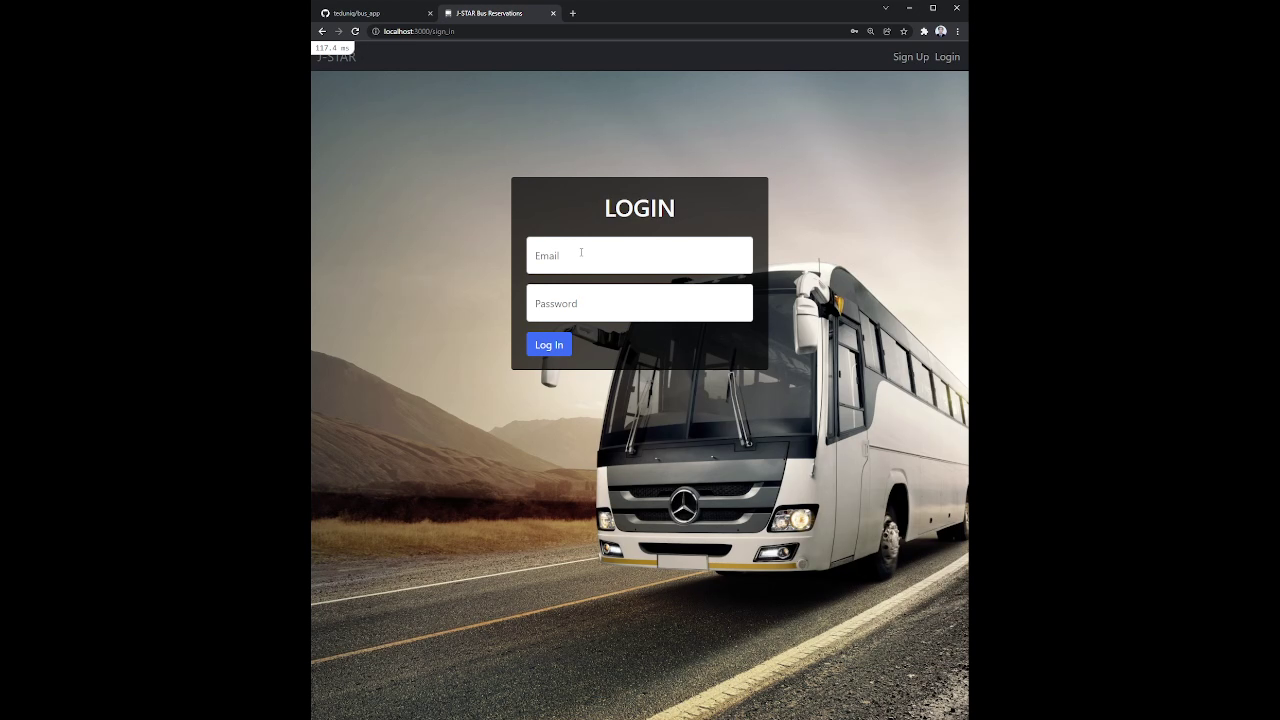 teduniq/bus_app
J-STAR Bus Reservations
localhost:3000/sign_in
117.4 ms
J-STAR
Sign Up Login
LOGIN
Email
Password
Log In